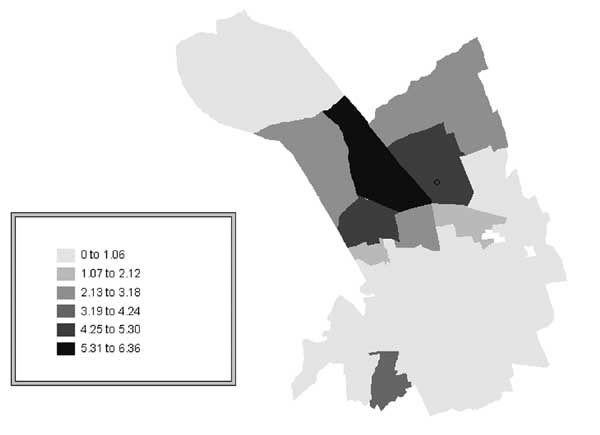 0 to 1.06
1.07 to 2.12
2.13 to 3.18
3.19 to 4.24
4.25 to 5.30
5.31 to 6.36